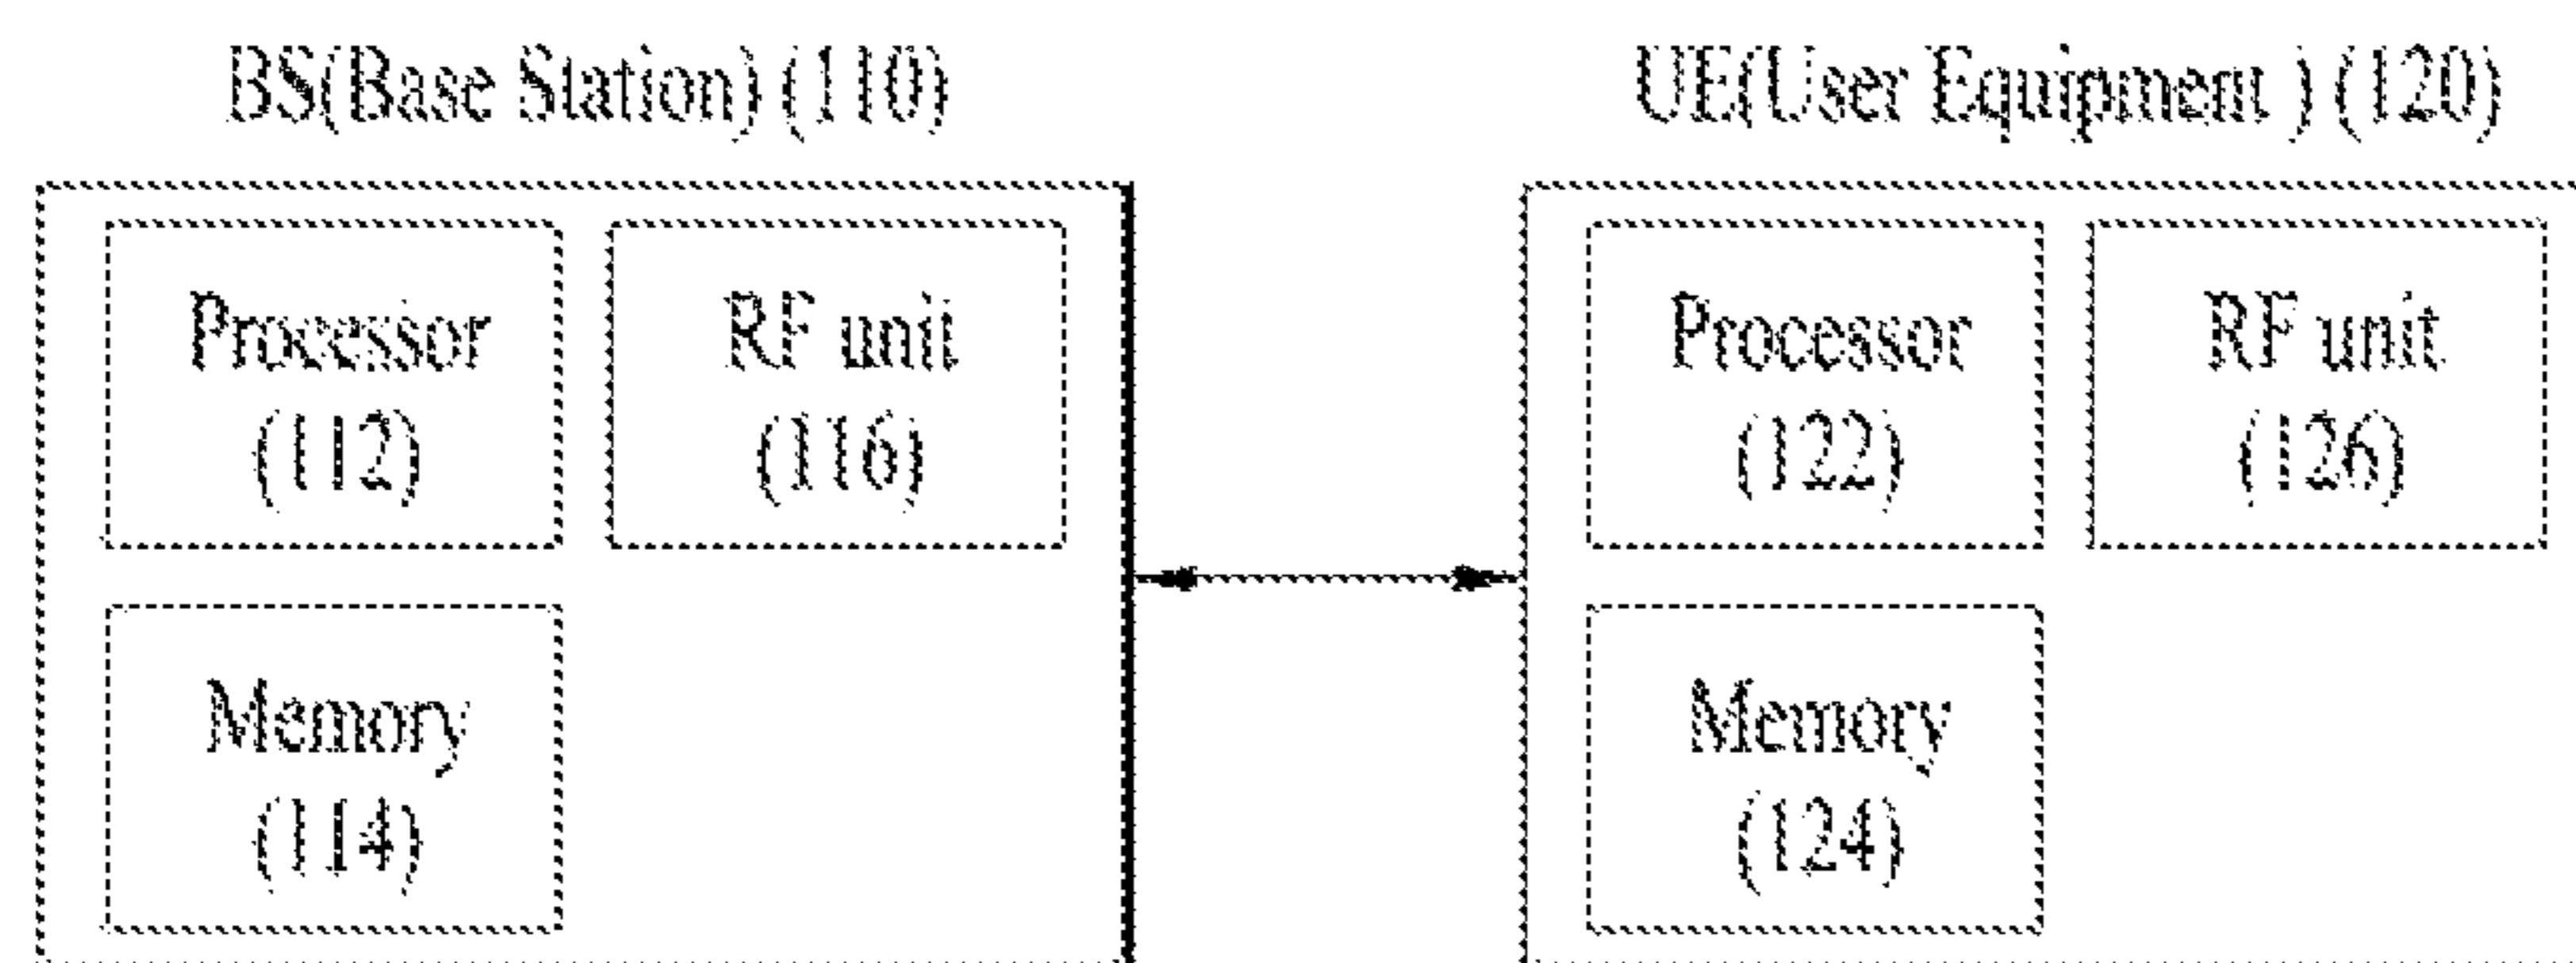 BS(Base Station) (110)
Processor
(112)
RF unit
(116)
Memory
(114)
UE(User Equipment ) (120)
Processor
(122)
RF unit
(126)
Memory
(124)